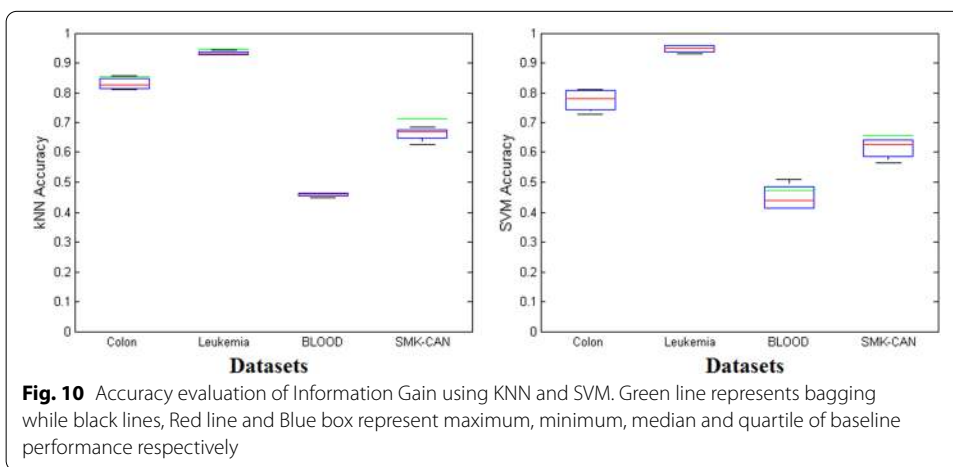 1
0.9
0.8
0.7
0.6
0.5
0.4
0.3
0.2
0.1
0
kNN Accuracy
Colon Leukemia BLOOD SMK-CAN
Datasets
1
0.9
0.8
0.7
0.6
0.5
0.4
0.3
0.2
0.1
0
SVM Accuracy
Colon Leukemia BLOOD SMK-CAN
Datasets
Fig. 10 Accuracy evaluation of Information Gain using KNN and SVM. Green line represents bagging
while black lines, Red line and Blue box represent maximum, minimum, median and quartile of baseline
performance respectively